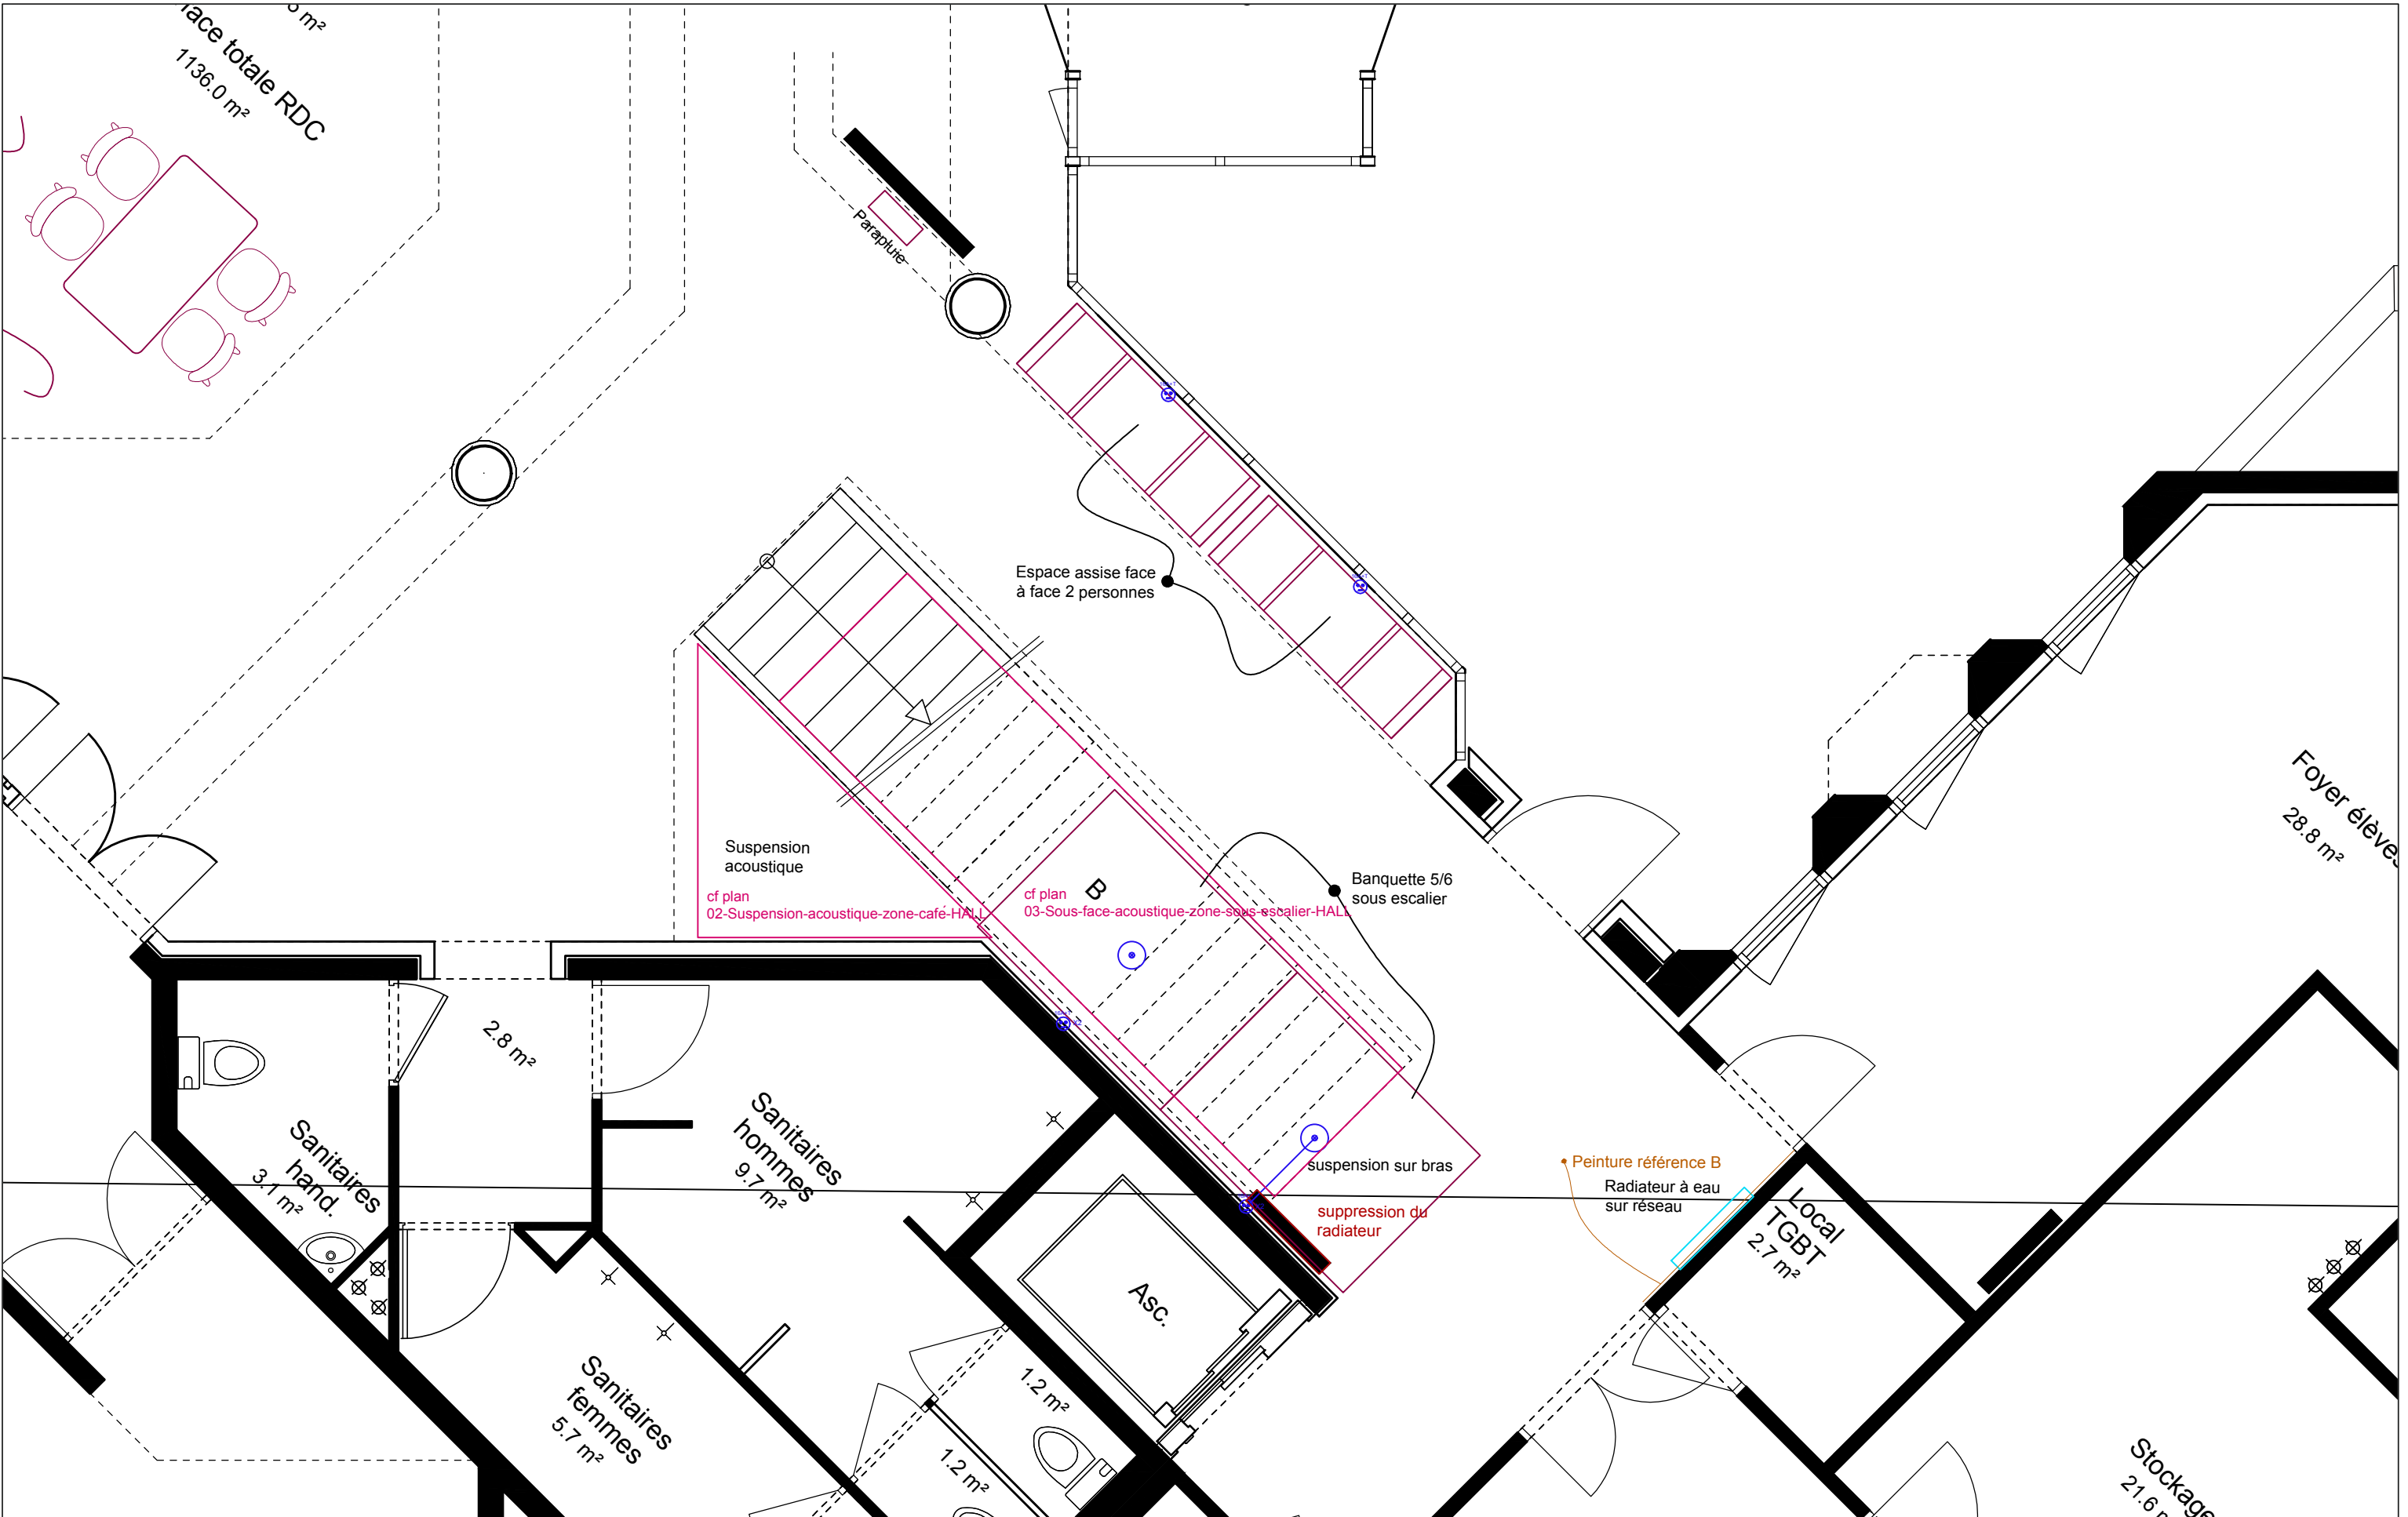 m²
face totale RDC
1136.0 m²
Parapluie
Espace assise face
à face 2 personnes
Foyer élèves
28.8 m²
Suspension
acoustique
cf plan
02-Suspension-acoustique-zone-café-HALL
B
cf plan
03-Sous-face-acoustique-zone-sous-escalier-HALL
Banquette 5/6
sous escalier
2.8 m²
Sanitaires
hand.
3.1 m²
Sanitaires
hommes
9.7 m²
suspension sur bras
suppression du
radiateur
Peinture référence B
Radiateur à eau
sur réseau
Local
TGBT
2.7 m²
Asc.
Sanitaires
femmes
5.7 m²
1.2 m²
1.2 m²
Stockage
21.6 m